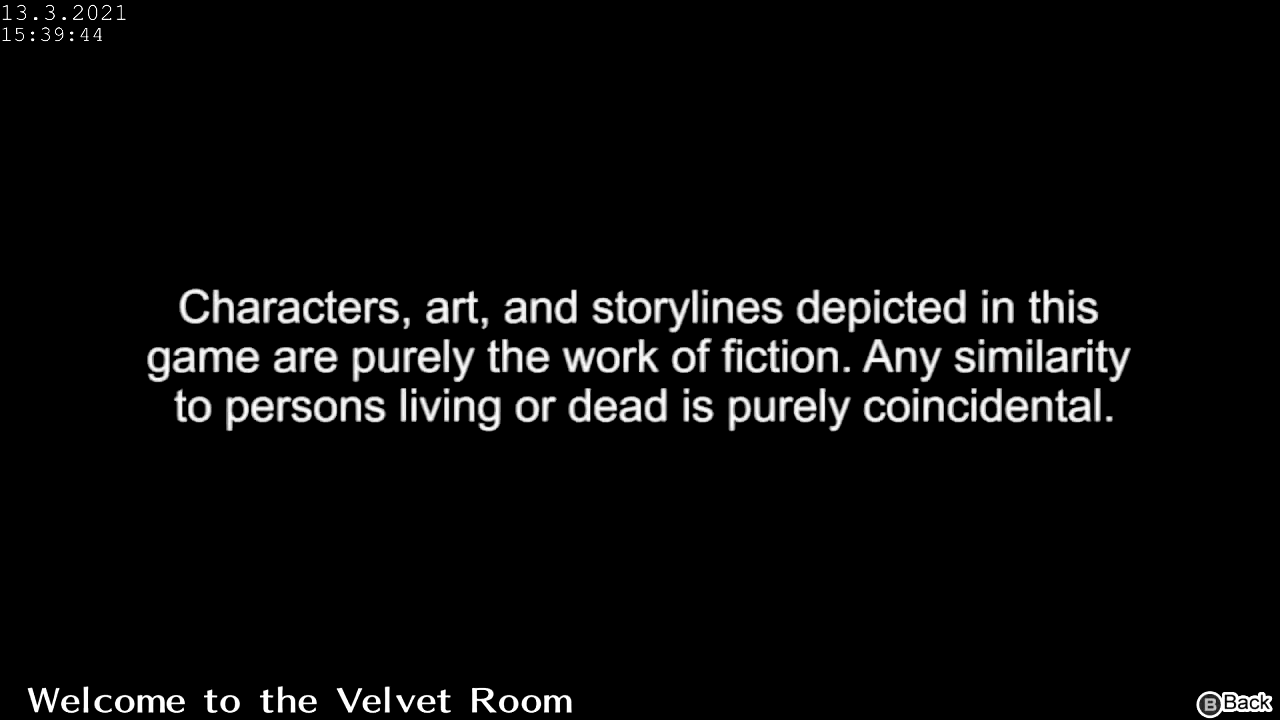 13.3.2021
15:39:44
Characters, art, and storylines depicted in this
game are purely the work of fiction. Any similarity
to persons living or dead is purely coincidental.
Welcome to the Velvet Room
B Back